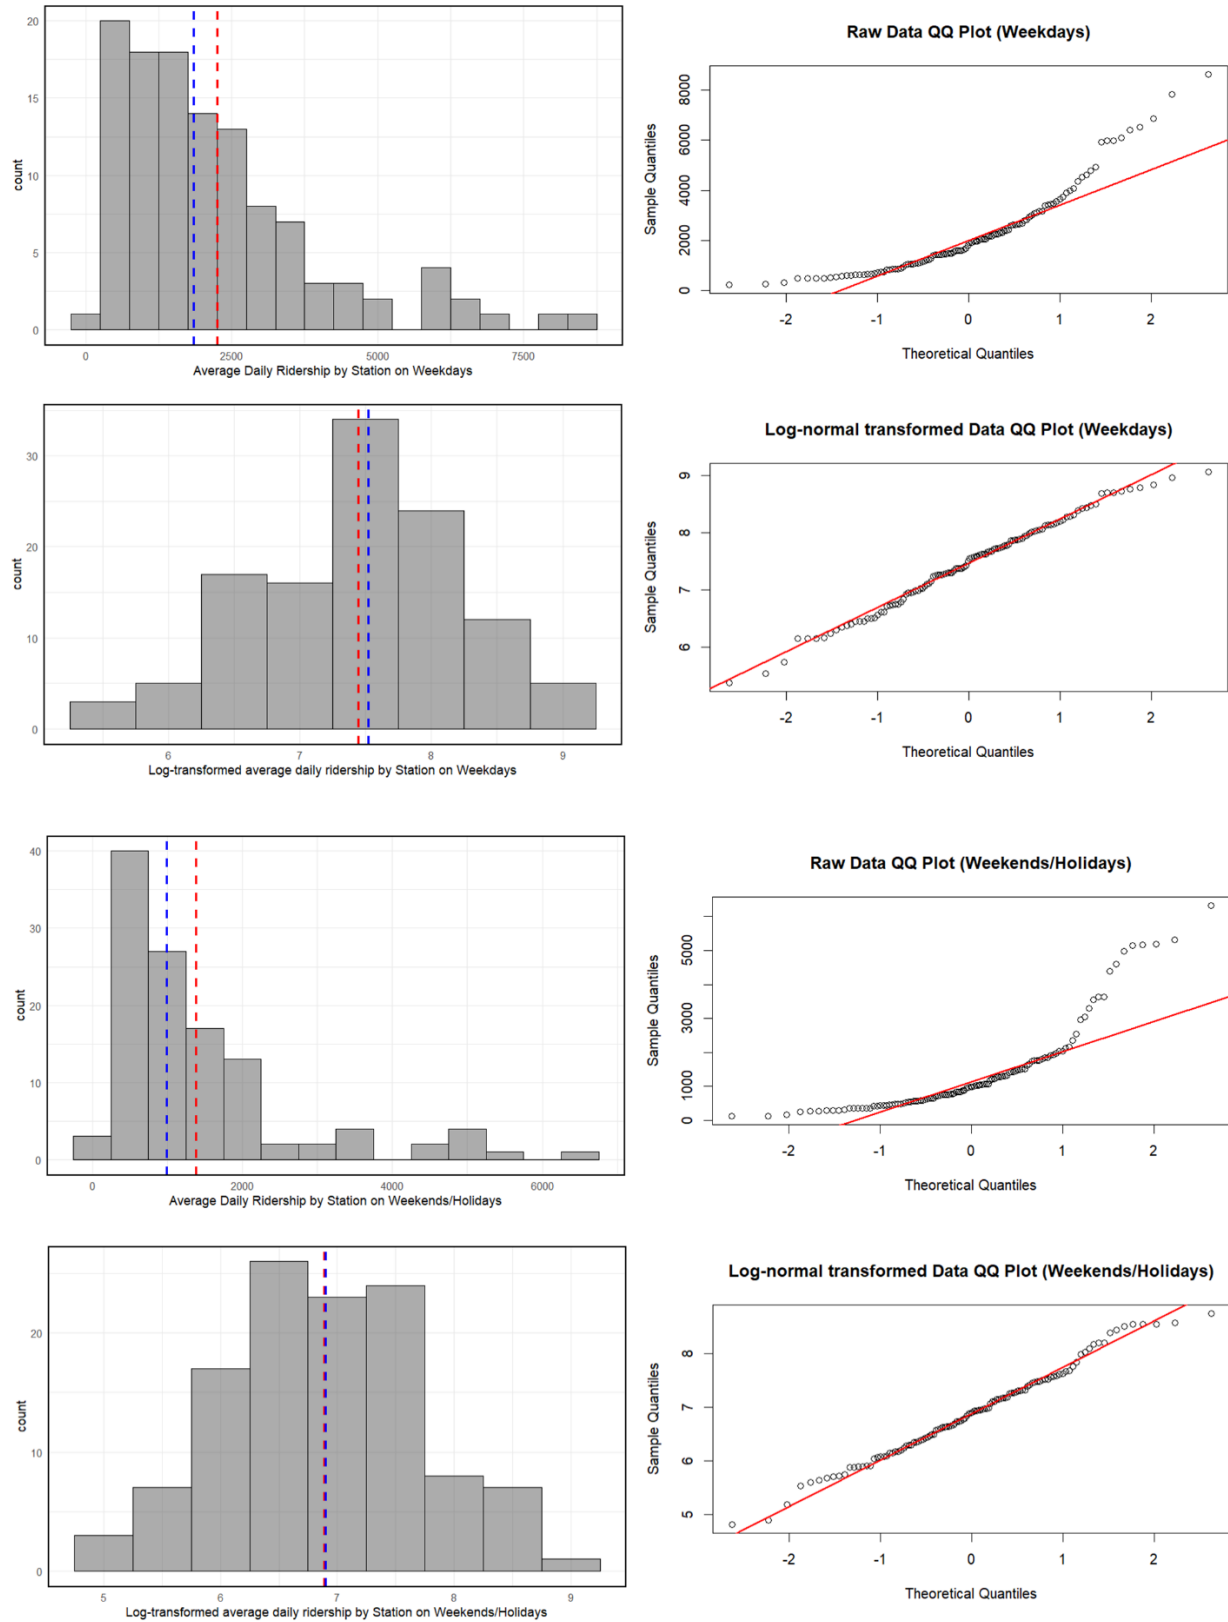 20
15
10
5
0
count
0 2500 5000 7500
Average Daily Ridership by Station on Weekdays
Raw Data QQ Plot (Weekdays)
8000
6000
4000
2000
0
Sample Quantiles
-2 -1 0 1 2
Theoretical Quantiles
30
20
10
0
count
6 7 8 9
Log-transformed average daily ridership by Station on Weekdays
Log-normal transformed Data QQ Plot (Weekdays)
9
8
7
6
Sample Quantiles
-2 -1 0 1 2
Theoretical Quantiles
40
30
20
10
0
count
0 2000 4000 6000
Average Daily Ridership by Station on Weekends/Holidays
Raw Data QQ Plot (Weekends/Holidays)
5000
3000
1000
0
Sample Quantiles
-2 -1 0 1 2
Theoretical Quantiles
20
10
0
count
5 6 7 8 9
Log-transformed average daily ridership by Station on Weekends/Holidays
Log-normal transformed Data QQ Plot (Weekends/Holidays)
8
7
6
5
Sample Quantiles
-2 -1 0 1 2
Theoretical Quantiles